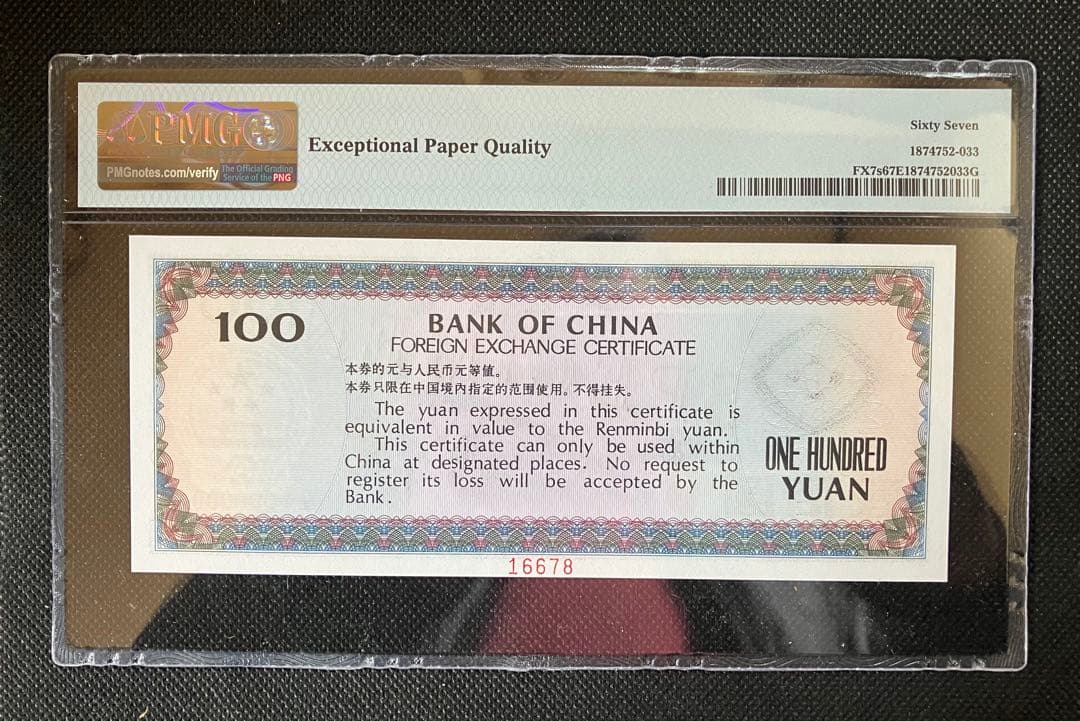 PMG
PMGnotes.com/verify
The Official Grading
Service of the PNG
Exceptional Paper Quality
Sixty Seven
1874752-033
FX7s67E1874752033G
100
BANK OF CHINA
FOREIGN EXCHANGE CERTIFICATE
本券的元与人民币元等值。
本券只限在中国境内指定的范围使用。不得挂失。
The yuan expressed in this certificate is
equivalent in value to the Renminbi yuan.
This certificate can only be used within
China at designated places. No request to
register its loss will be accepted by the
Bank.
ONE HUNDRED
YUAN
16678